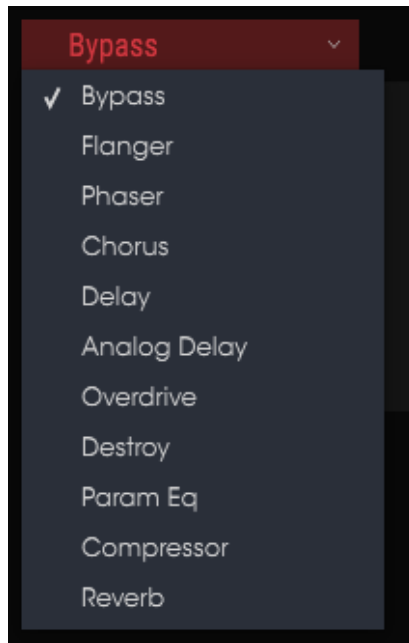 Bypass
Bypass
Flanger
Phaser
Chorus
Delay
Analog Delay
Overdrive
Destroy
Param Eq
Compressor
Reverb